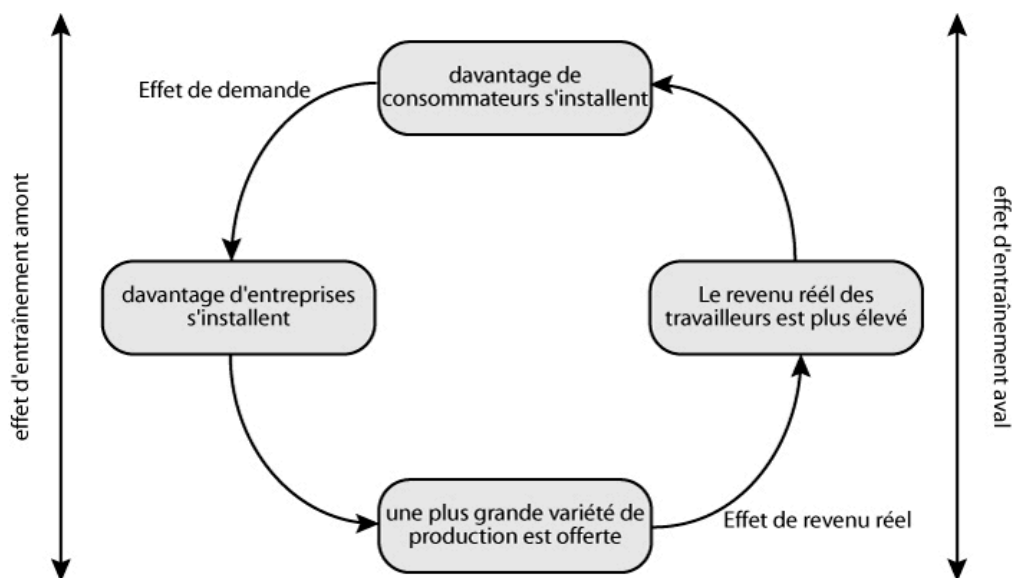 davantage de
consommateurs s'installent
Effet de demande
effet d'entraînement amont
davantage d'entreprises
s'installent
Le revenu réél des
travailleurs est plus élevé
effet d'entraînement aval
une plus grande variété de
production est offerte
Effet de revenu réel